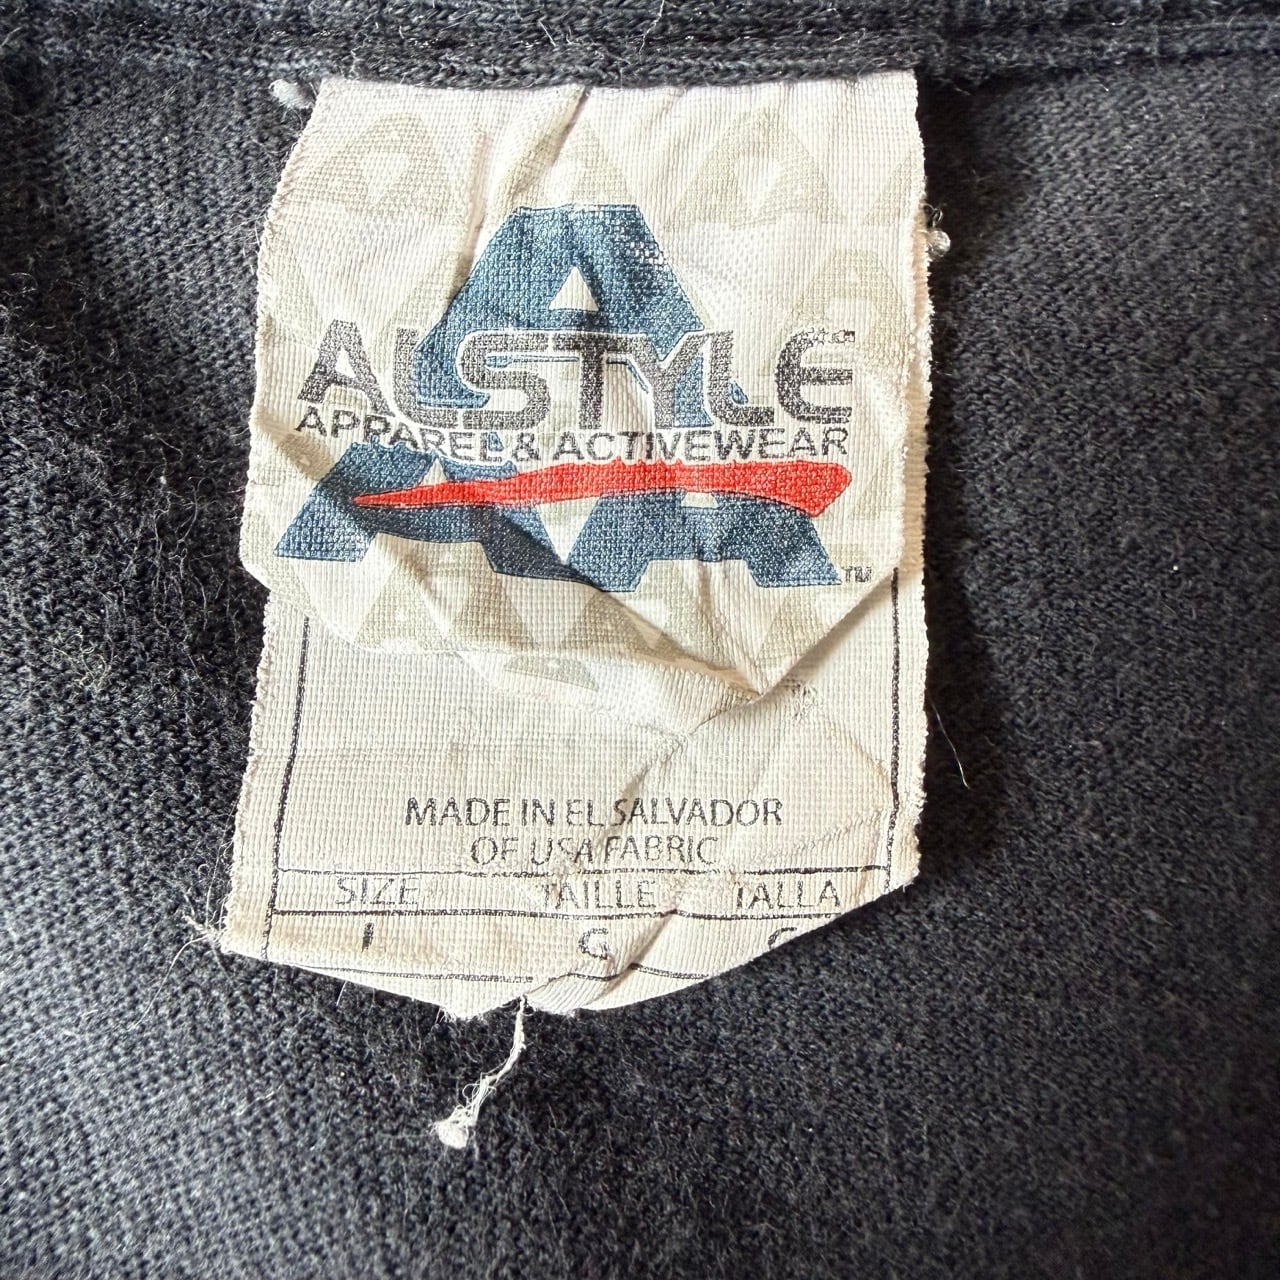 ALSTYLE
APPAREL & ACTIVEWEAR
TM
MADE IN EL SALVADOR
OF USA FABRIC
SIZE TAILLE TALLA
G